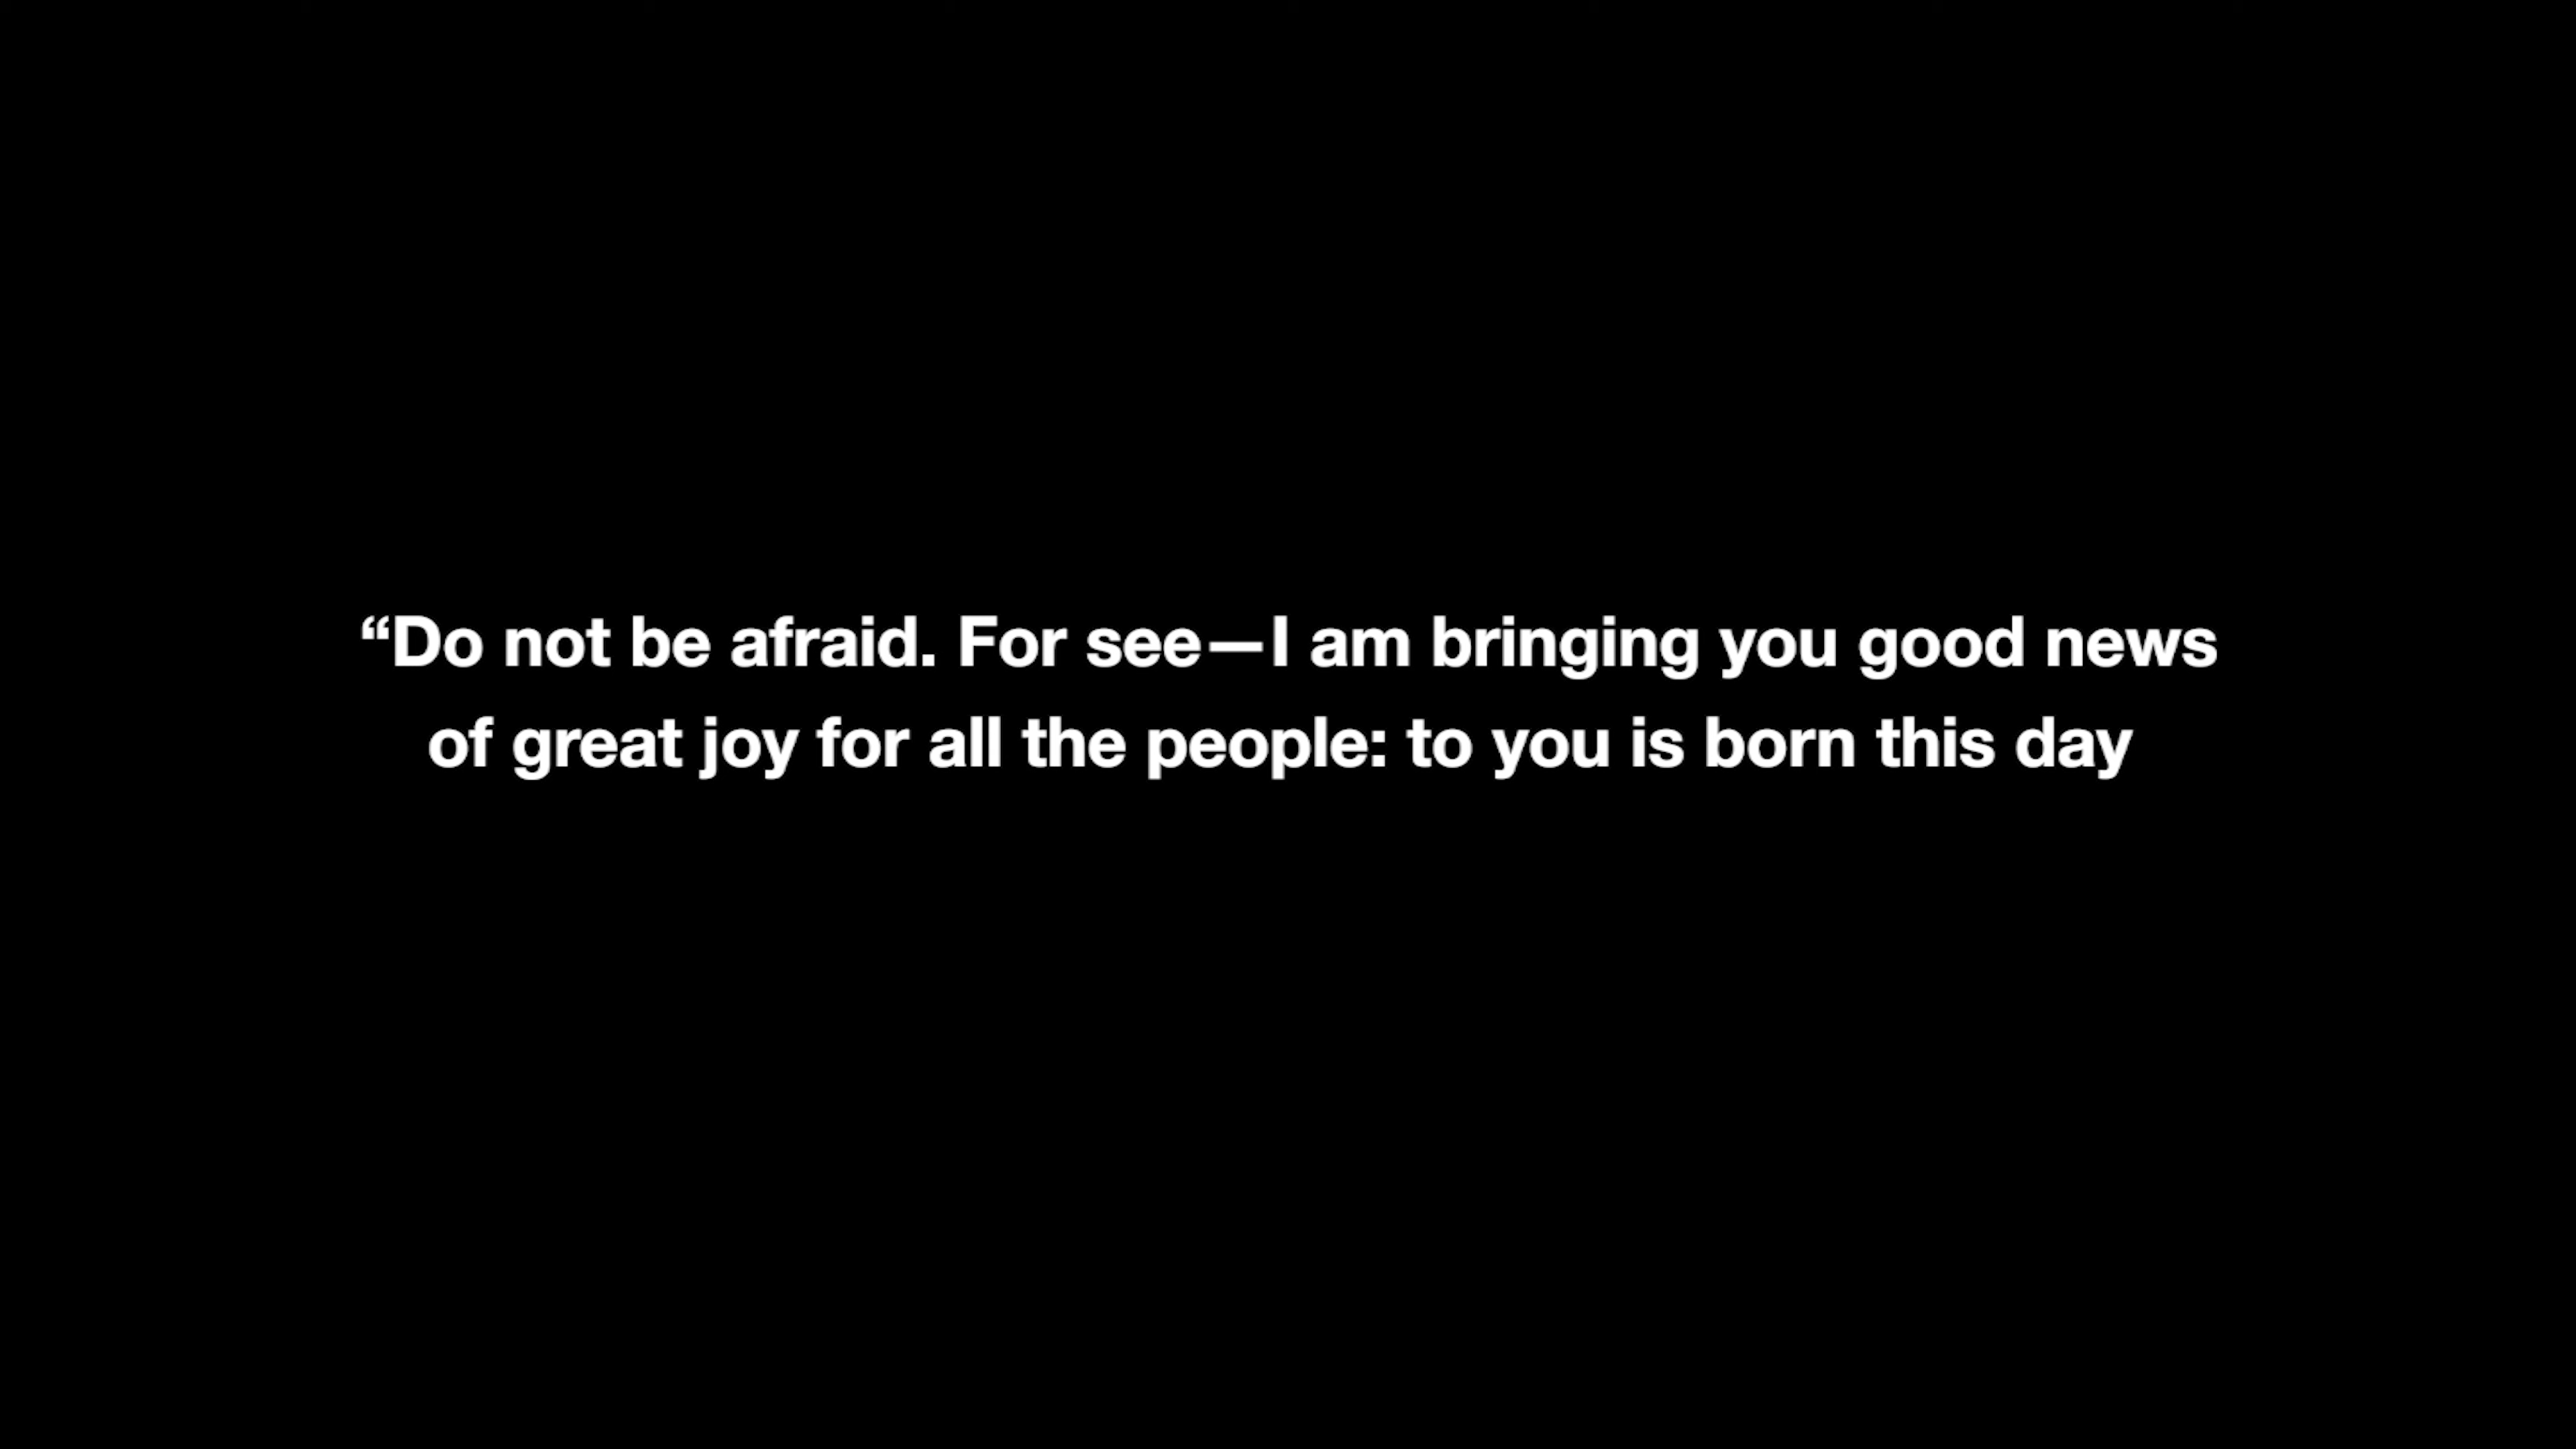 “Do not be afraid. For see—I am bringing you good news
of great joy for all the people: to you is born this day